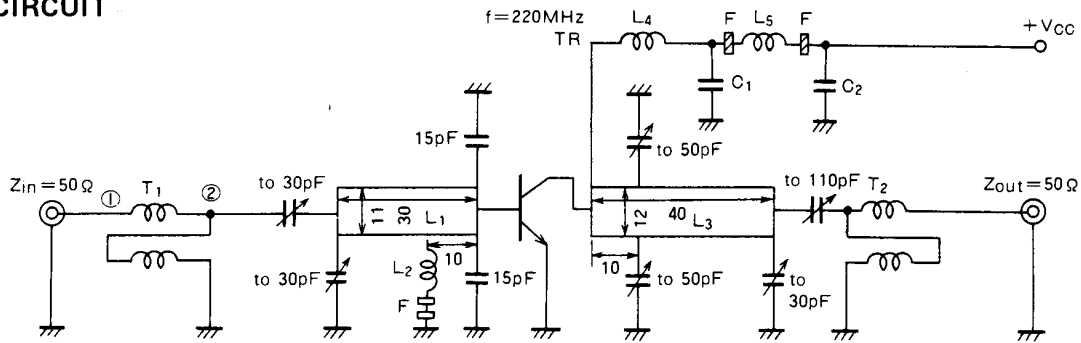 CIRCUIT
f=220MHz
TR
L4
F
L5
F
+VCC
C1
C2
15pF
to 50pF
Zin=50Ω
①
T1
②
to 30pF
11
30
L1
12
40
L3
to 110pF
T2
Zout=50Ω
to 30pF
L2
10
F
15pF
10
to 50pF
to
30pF